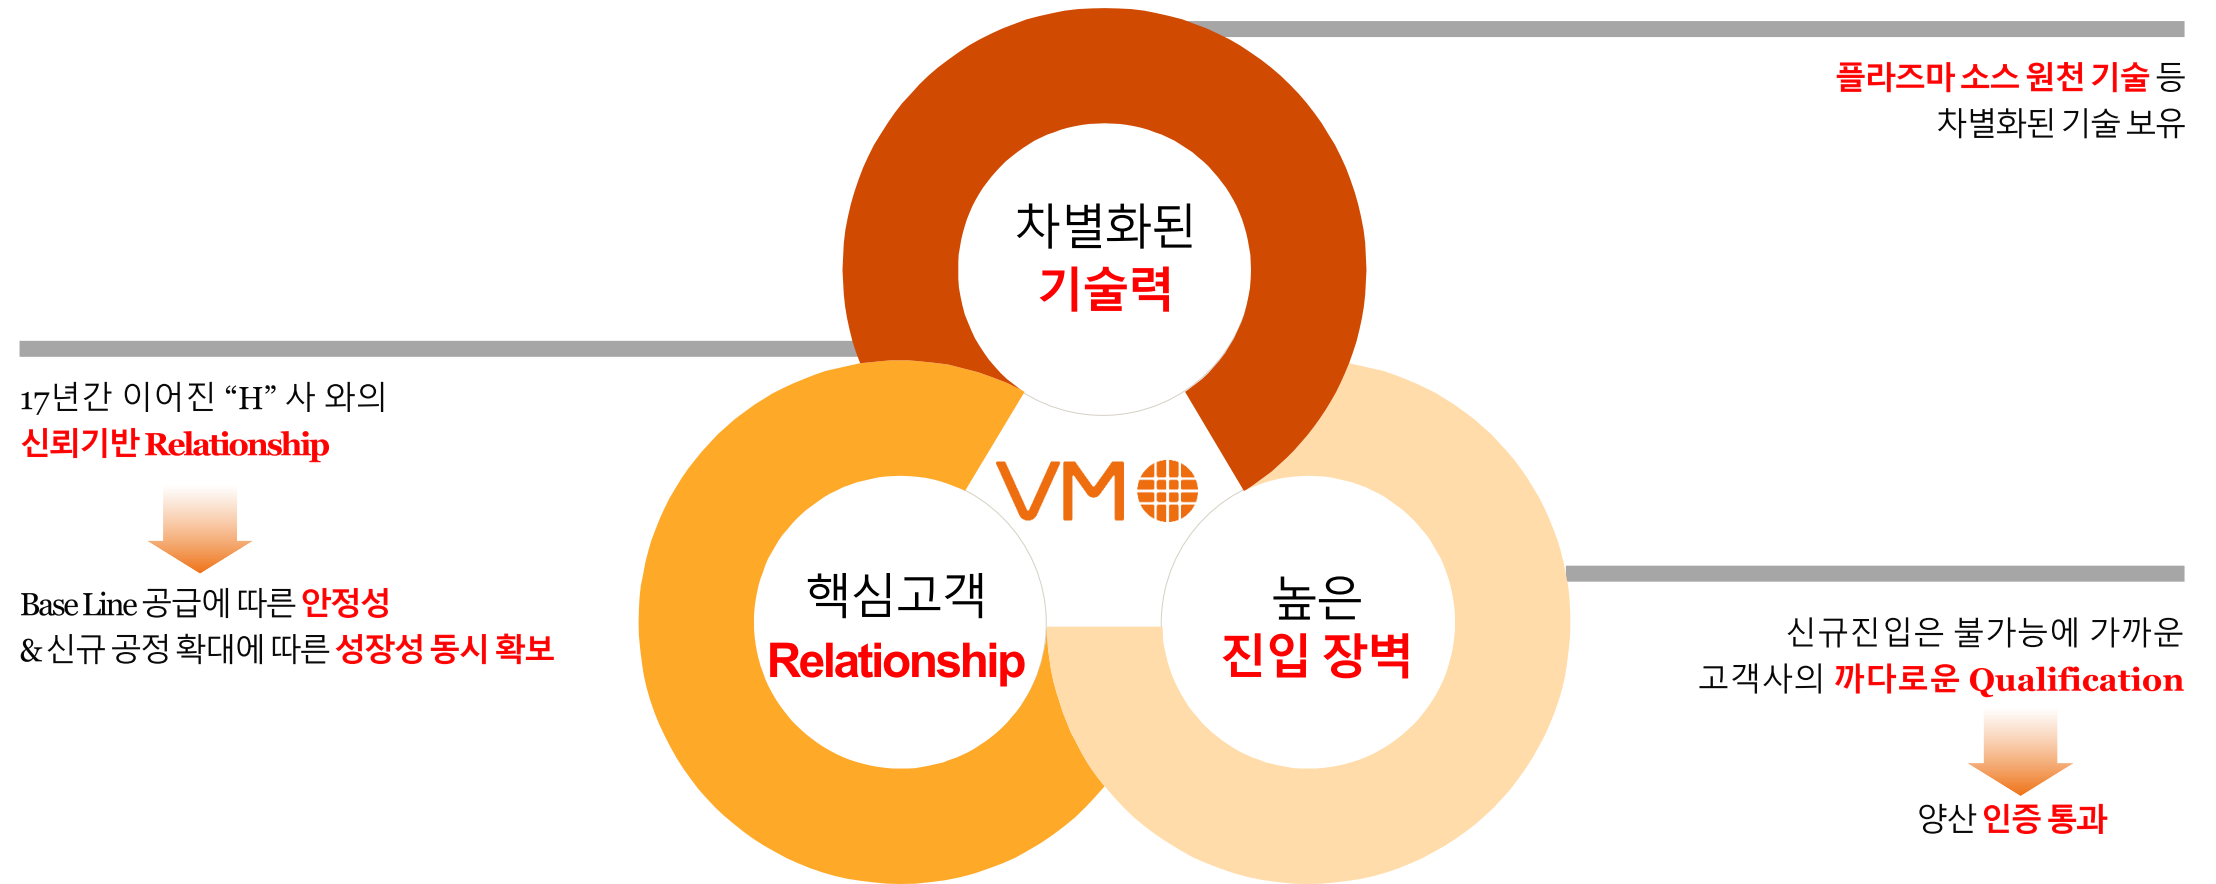 플라즈마 소스 원천 기술 등
차별화된 기술 보유
차별화된
기술력
17년간 이어진 “H” 사 와의
신뢰기반 Relationship
Base Line 공급에 따른 안정성
& 신규 공정 확대에 따른 성장성 동시 확보
VM
핵심고객
Relationship
높은
진입 장벽
신규진입은 불가능에 가까운
고객사의 까다로운 Qualification
양산 인증 통과